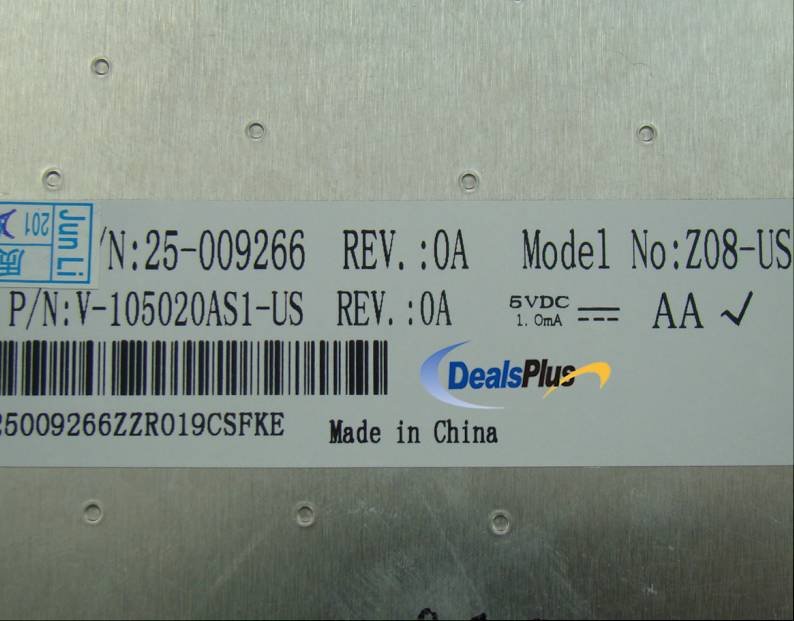 /N:25-009266 REV.:0A Model No:Z08-US
P/N:V-105020AS1-US REV.:0A 5VDC 1.0mA AA ✓
25009266ZZR019CSFKE
Made in China
DealsPlus
Jun Li
201